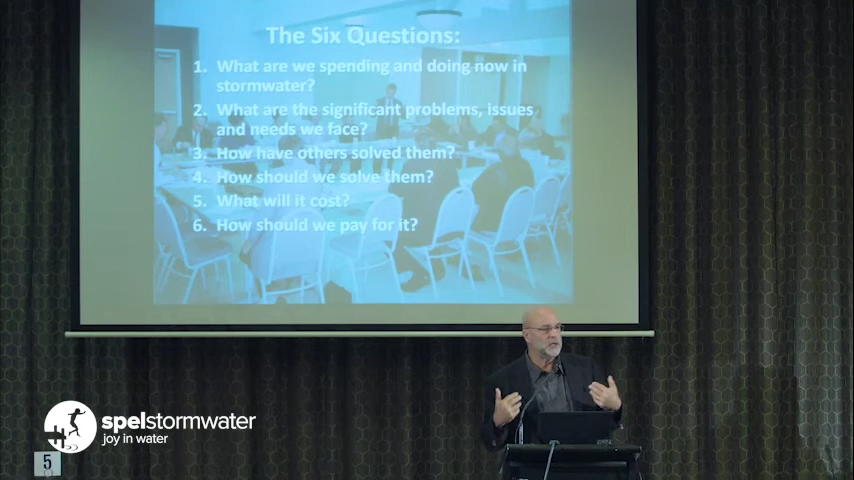 The Six Questions:
1. What are we spending and doing now in
stormwater?
2. What are the significant problems, issues
and needs we face?
3. How have others solved them?
4. How should we solve them?
5. What will it cost?
6. How should we pay for it?
spelstormwater
joy in water
5